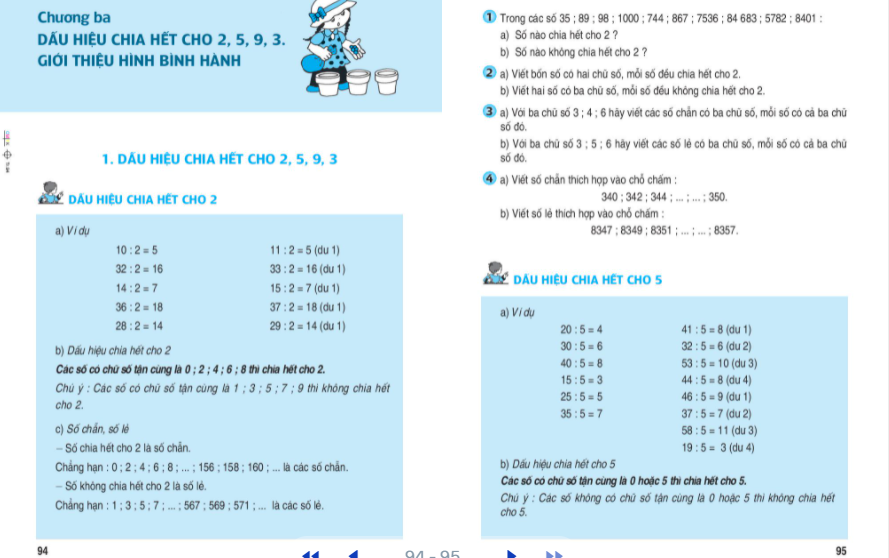 Chương ba
DẤU HIỆU CHIA HẾT CHO 2, 5, 9, 3.
GIỚI THIỆU HÌNH BÌNH HÀNH
1. DẤU HIỆU CHIA HẾT CHO 2, 5, 9, 3
DẤU HIỆU CHIA HẾT CHO 2
a) Ví dụ
10 : 2 = 5 11 : 2 = 5 (dư 1)
32 : 2 = 16 33 : 2 = 16 (dư 1)
14 : 2 = 7 15 : 2 = 7 (dư 1)
36 : 2 = 18 37 : 2 = 18 (dư 1)
28 : 2 = 14 29 : 2 = 14 (dư 1)
b) Dấu hiệu chia hết cho 2
Các số có chữ số tận cùng là 0 ; 2 ; 4 ; 6 ; 8 thì chia hết cho 2.
Chú ý : Các số có chữ số tận cùng là 1 ; 3 ; 5 ; 7 ; 9 thì không chia hết
cho 2.
c) Số chẵn, số lẻ
– Số chia hết cho 2 là số chẵn.
Chẳng hạn : 0 ; 2 ; 4 ; 6 ; 8 ; ... ; 156 ; 158 ; 160 ; ... là các số chẵn.
– Số không chia hết cho 2 là số lẻ.
Chẳng hạn : 1 ; 3 ; 5 ; 7 ; ... ; 567 ; 569 ; 571 ; ... là các số lẻ.
94
1 Trong các số 35 ; 89 ; 98 ; 1000 ; 744 ; 867 ; 7536 ; 84 683 ; 5782 ; 8401 :
a) Số nào chia hết cho 2 ?
b) Số nào không chia hết cho 2 ?
2 a) Viết bốn số có hai chữ số, mỗi số đều chia hết cho 2.
b) Viết hai số có ba chữ số, mỗi số đều không chia hết cho 2.
3 a) Với ba chữ số 3 ; 4 ; 6 hãy viết các số chẵn có ba chữ số, mỗi số có cả ba chữ
số đó.
b) Với ba chữ số 3 ; 5 ; 6 hãy viết các số lẻ có ba chữ số, mỗi số có cả ba chữ
số đó.
4 a) Viết số chẵn thích hợp vào chỗ chấm :
340 ; 342 ; 344 ; ... ; ... ; 350.
b) Viết số lẻ thích hợp vào chỗ chấm :
8347 ; 8349 ; 8351 ; ... ; ... ; 8357.
DẤU HIỆU CHIA HẾT CHO 5
a) Ví dụ
20 : 5 = 4 41 : 5 = 8 (dư 1)
30 : 5 = 6 32 : 5 = 6 (dư 2)
40 : 5 = 8 53 : 5 = 10 (dư 3)
15 : 5 = 3 44 : 5 = 8 (dư 4)
25 : 5 = 5 46 : 5 = 9 (dư 1)
35 : 5 = 7 37 : 5 = 7 (dư 2)
58 : 5 = 11 (dư 3)
19 : 5 = 3 (dư 4)
b) Dấu hiệu chia hết cho 5
Các số có chữ số tận cùng là 0 hoặc 5 thì chia hết cho 5.
Chú ý : Các số không có chữ số tận cùng là 0 hoặc 5 thì không chia hết
cho 5.
95
94 - 95